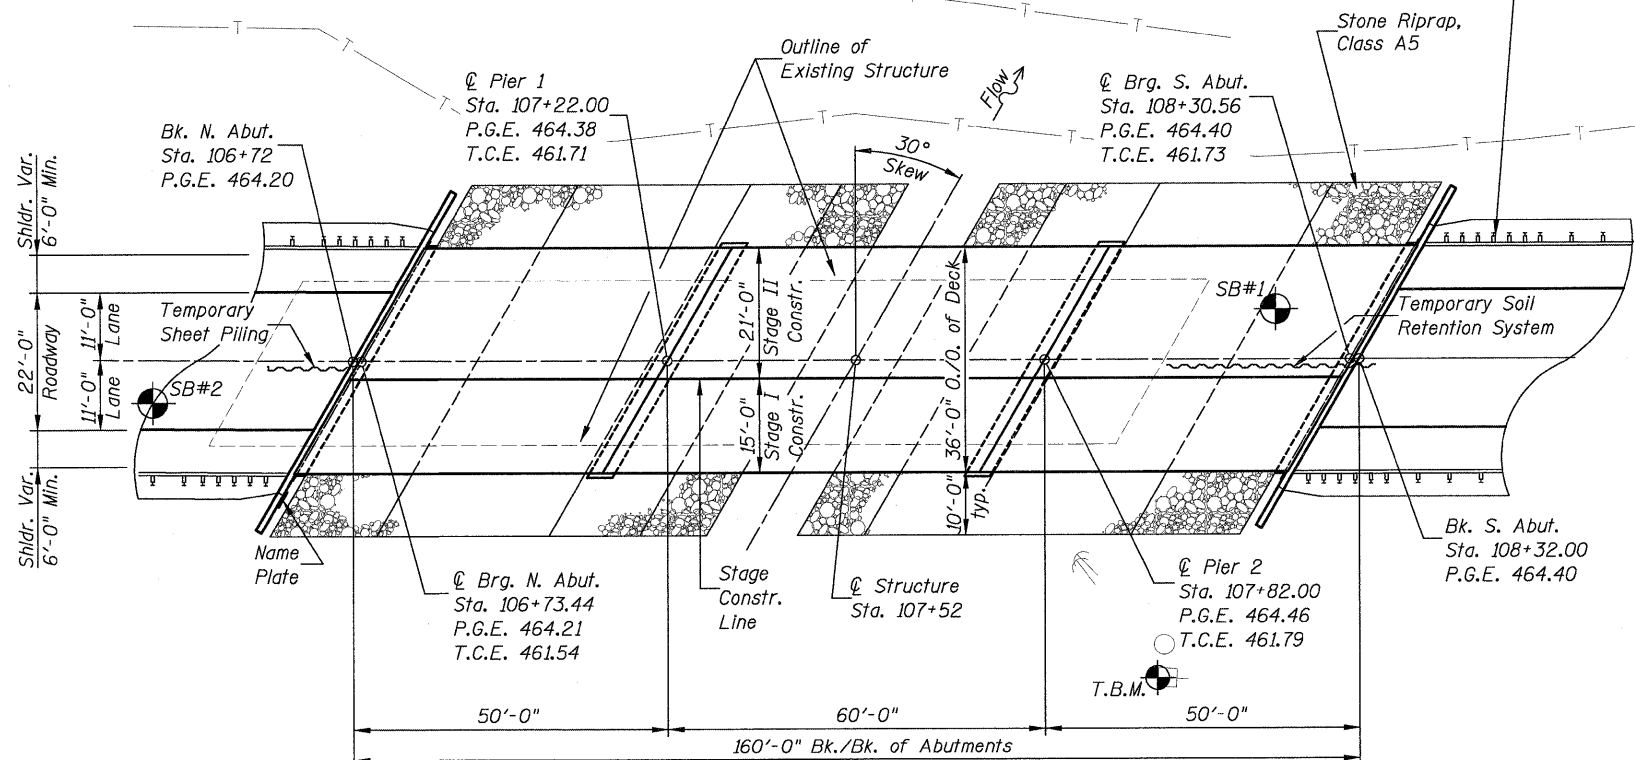 T
T
T
T
T
T
T
T
T
T
T
Stone Riprap,
Class A5
Outline of
Existing Structure
Flow
℄ Pier 1
Sta. 107+22.00
P.G.E. 464.38
T.C.E. 461.71
℄ Brg. S. Abut.
Sta. 108+30.56
P.G.E. 464.40
T.C.E. 461.73
Bk. N. Abut.
Sta. 106+72
P.G.E. 464.20
30°
Skew
Shldr. Var.
6'-0" Min.
22'-0"
Roadway
11'-0"
Lane
11'-0"
Lane
Shldr. Var.
6'-0" Min.
Temporary
Sheet Piling
SB#2
21'-0"
Stage II
Constr.
15'-0"
Stage I
Constr.
36'-0" O./O. of Deck
10'-0"
typ.
SB#1
Temporary Soil
Retention System
Name
Plate
℄ Brg. N. Abut.
Sta. 106+73.44
P.G.E. 464.21
T.C.E. 461.54
Stage
Constr.
Line
℄ Structure
Sta. 107+52
℄ Pier 2
Sta. 107+82.00
P.G.E. 464.46
T.C.E. 461.79
Bk. S. Abut.
Sta. 108+32.00
P.G.E. 464.40
T.B.M.
50'-0"
60'-0"
50'-0"
160'-0" Bk./Bk. of Abutments